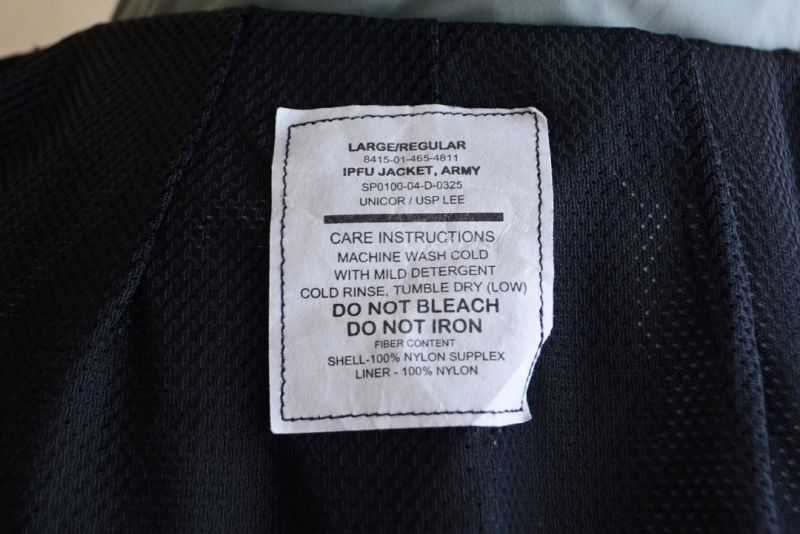 LARGE/REGULAR
8415-01-465-4811
IPFU JACKET, ARMY
SP0100-04-D-0325
UNICOR / USP LEE
CARE INSTRUCTIONS
MACHINE WASH COLD
WITH MILD DETERGENT
COLD RINSE, TUMBLE DRY (LOW)
DO NOT BLEACH
DO NOT IRON
FIBER CONTENT
SHELL-100% NYLON SUPPLEX
LINER - 100% NYLON